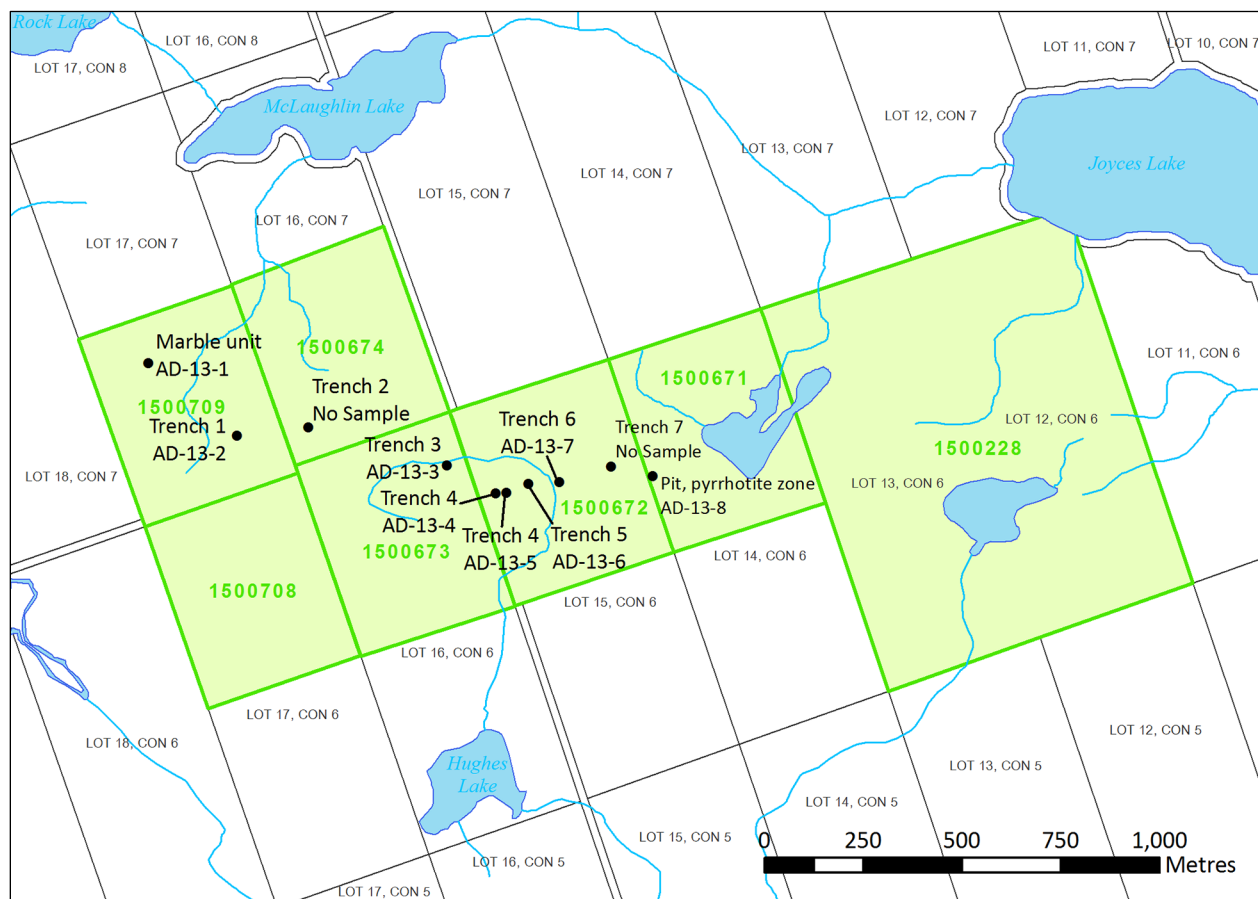 Rock Lake
LOT 16, CON 8
LOT 17, CON 8
LOT 11, CON 7
LOT 10, CON 7
McLaughlin Lake
LOT 12, CON 7
LOT 13, CON 7
Joyces Lake
LOT 14, CON 7
LOT 15, CON 7
LOT 16, CON 7
LOT 17, CON 7
Marble unit
AD-13-1
1500674
1500709
Trench 2
No Sample
1500671
LOT 11, CON 6
Trench 1
AD-13-2
Trench 6
AD-13-7
Trench 7
No Sample
LOT 12, CON 6
1500228
Trench 3
AD-13-3
LOT 18, CON 7
Pit, pyrrhotite zone
AD-13-8
LOT 13, CON 6
Trench 4
AD-13-4
1500672
Trench 4
AD-13-5
Trench 5
AD-13-6
1500673
LOT 14, CON 6
1500708
LOT 15, CON 6
LOT 16, CON 6
LOT 17, CON 6
LOT 18, CON 6
LOT 12, CON 5
Hughes
Lake
LOT 13, CON 5
LOT 14, CON 5
LOT 15, CON 5
LOT 16, CON 5
LOT 17, CON 5
0 250 500 750 1,000
Metres